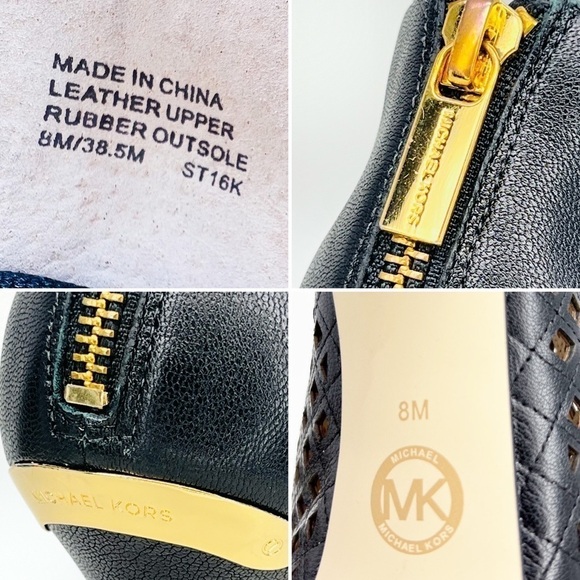 MADE IN CHINA
LEATHER UPPER
RUBBER OUTSOLE
8M/38.5M ST16K
MICHAEL KORS
MICHAEL KORS
8M
MICHAEL
MK
MICHAEL KORS